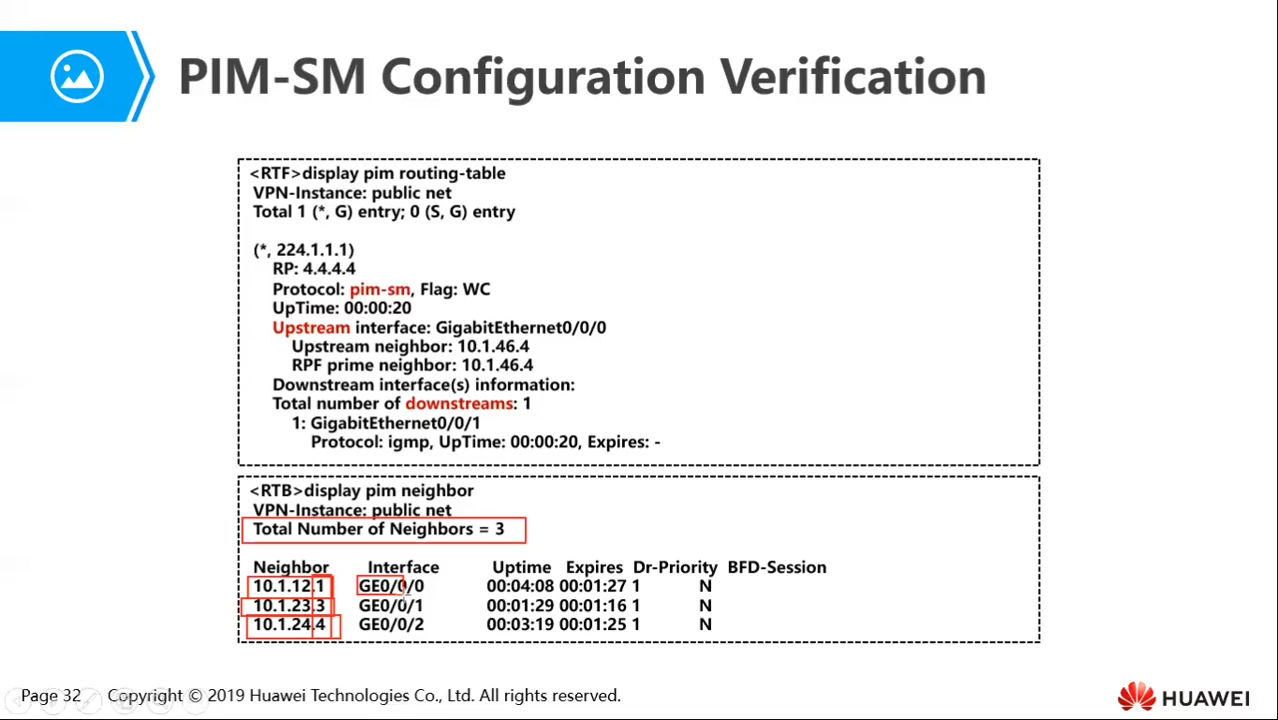 PIM-SM Configuration Verification
<RTF>display pim routing-table
VPN-Instance: public net
Total 1 (*, G) entry; 0 (S, G) entry
(*, 224.1.1.1)
RP: 4.4.4.4
Protocol: pim-sm, Flag: WC
UpTime: 00:00:20
Upstream interface: GigabitEthernet0/0/0
Upstream neighbor: 10.1.46.4
RPF prime neighbor: 10.1.46.4
Downstream interface(s) information:
Total number of downstreams: 1
1: GigabitEthernet0/0/1
Protocol: igmp, UpTime: 00:00:20, Expires: -
<RTB>display pim neighbor
VPN-Instance: public net
Total Number of Neighbors = 3
Neighbor Interface Uptime Expires Dr-Priority BFD-Session
10.1.12.1 GE0/0/0 00:04:08 00:01:27 1 N
10.1.23.3 GE0/0/1 00:01:29 00:01:16 1 N
10.1.24.4 GE0/0/2 00:03:19 00:01:25 1 N
Page 32 Copyright © 2019 Huawei Technologies Co., Ltd. All rights reserved.
HUAWEI